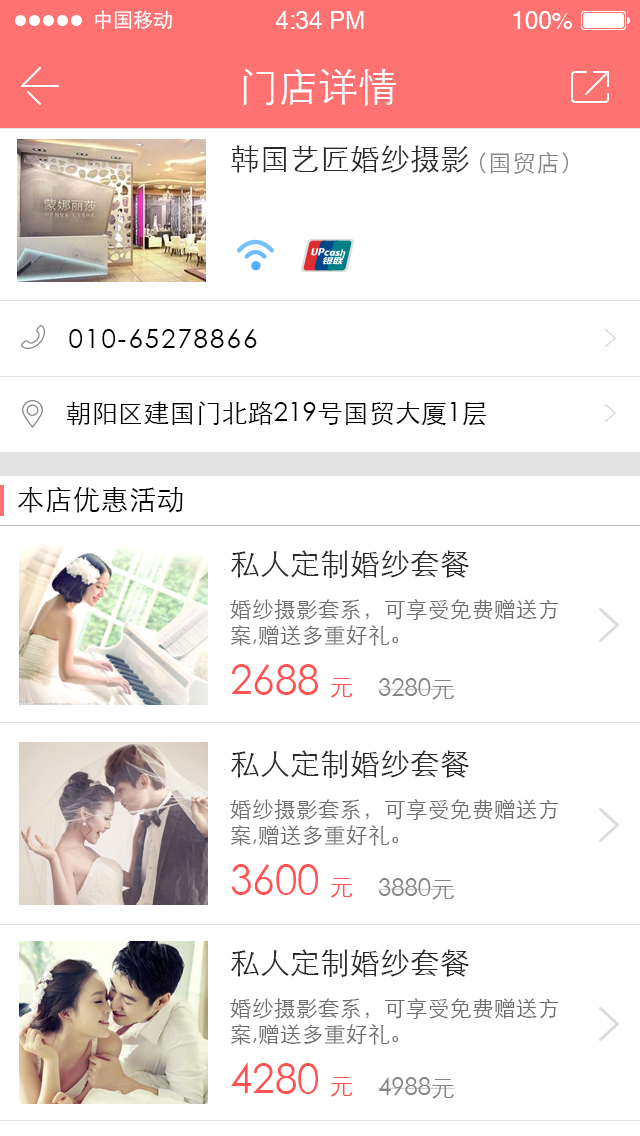 中国移动 4:34 PM 100%
门店详情
韩国艺匠婚纱摄影（国贸店）
蒙娜丽莎
UPcash
银联
010-65278866
朝阳区建国门北路219号国贸大厦1层
本店优惠活动
私人定制婚纱套餐
婚纱摄影套系，可享受免费赠送方
案,赠送多重好礼。
2688 元 3280元
私人定制婚纱套餐
婚纱摄影套系，可享受免费赠送方
案,赠送多重好礼。
3600 元 3880元
私人定制婚纱套餐
婚纱摄影套系，可享受免费赠送方
案,赠送多重好礼。
4280 元 4988元